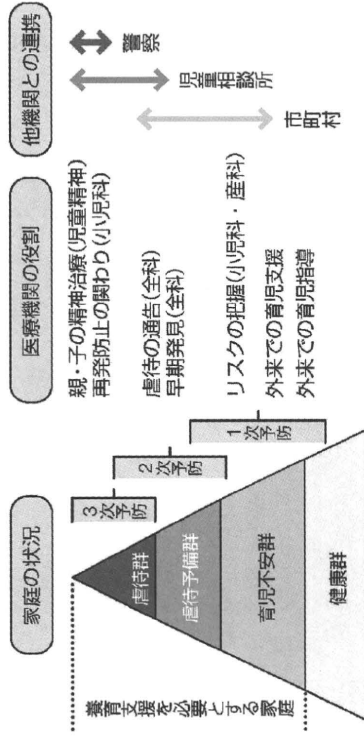 家庭の状況
医療機関の役割
他機関との連携
養育支援を必要とする家庭
虐待群
虐待予備群
育児不安群
健康群
3次予防
2次予防
1次予防
親・子の精神治療(児童精神)
再発防止の関わり(小児科)
虐待の通告(全科)
早期発見(全科)
リスクの把握(小児科・産科)
外来での育児支援
外来での育児指導
警察
児童相談所
市町村